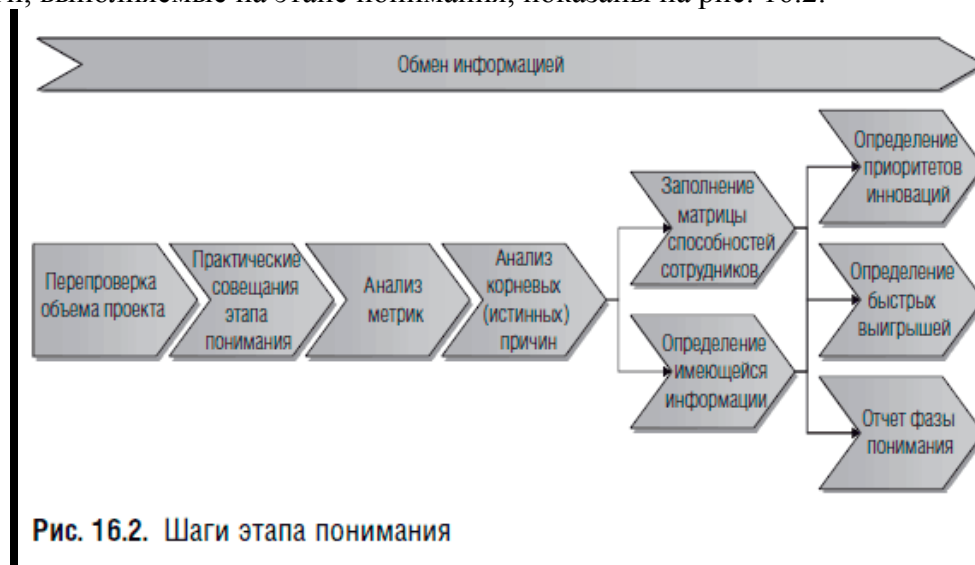 выполняемые на этапе понимания, показаны на рис. 16.2.
Обмен информацией
Перепроверка
объема проекта
Практические
совещания
этапа
понимания
Анализ
метрик
Анализ
корневых
(истинных)
причин
Заполнение
матрицы
способностей
сотрудников
Определение
имеющейся
информации
Определение
приоритетов
инноваций
Определение
быстрых
выигрышей
Отчет фазы
понимания
Рис. 16.2. Шаги этапа понимания